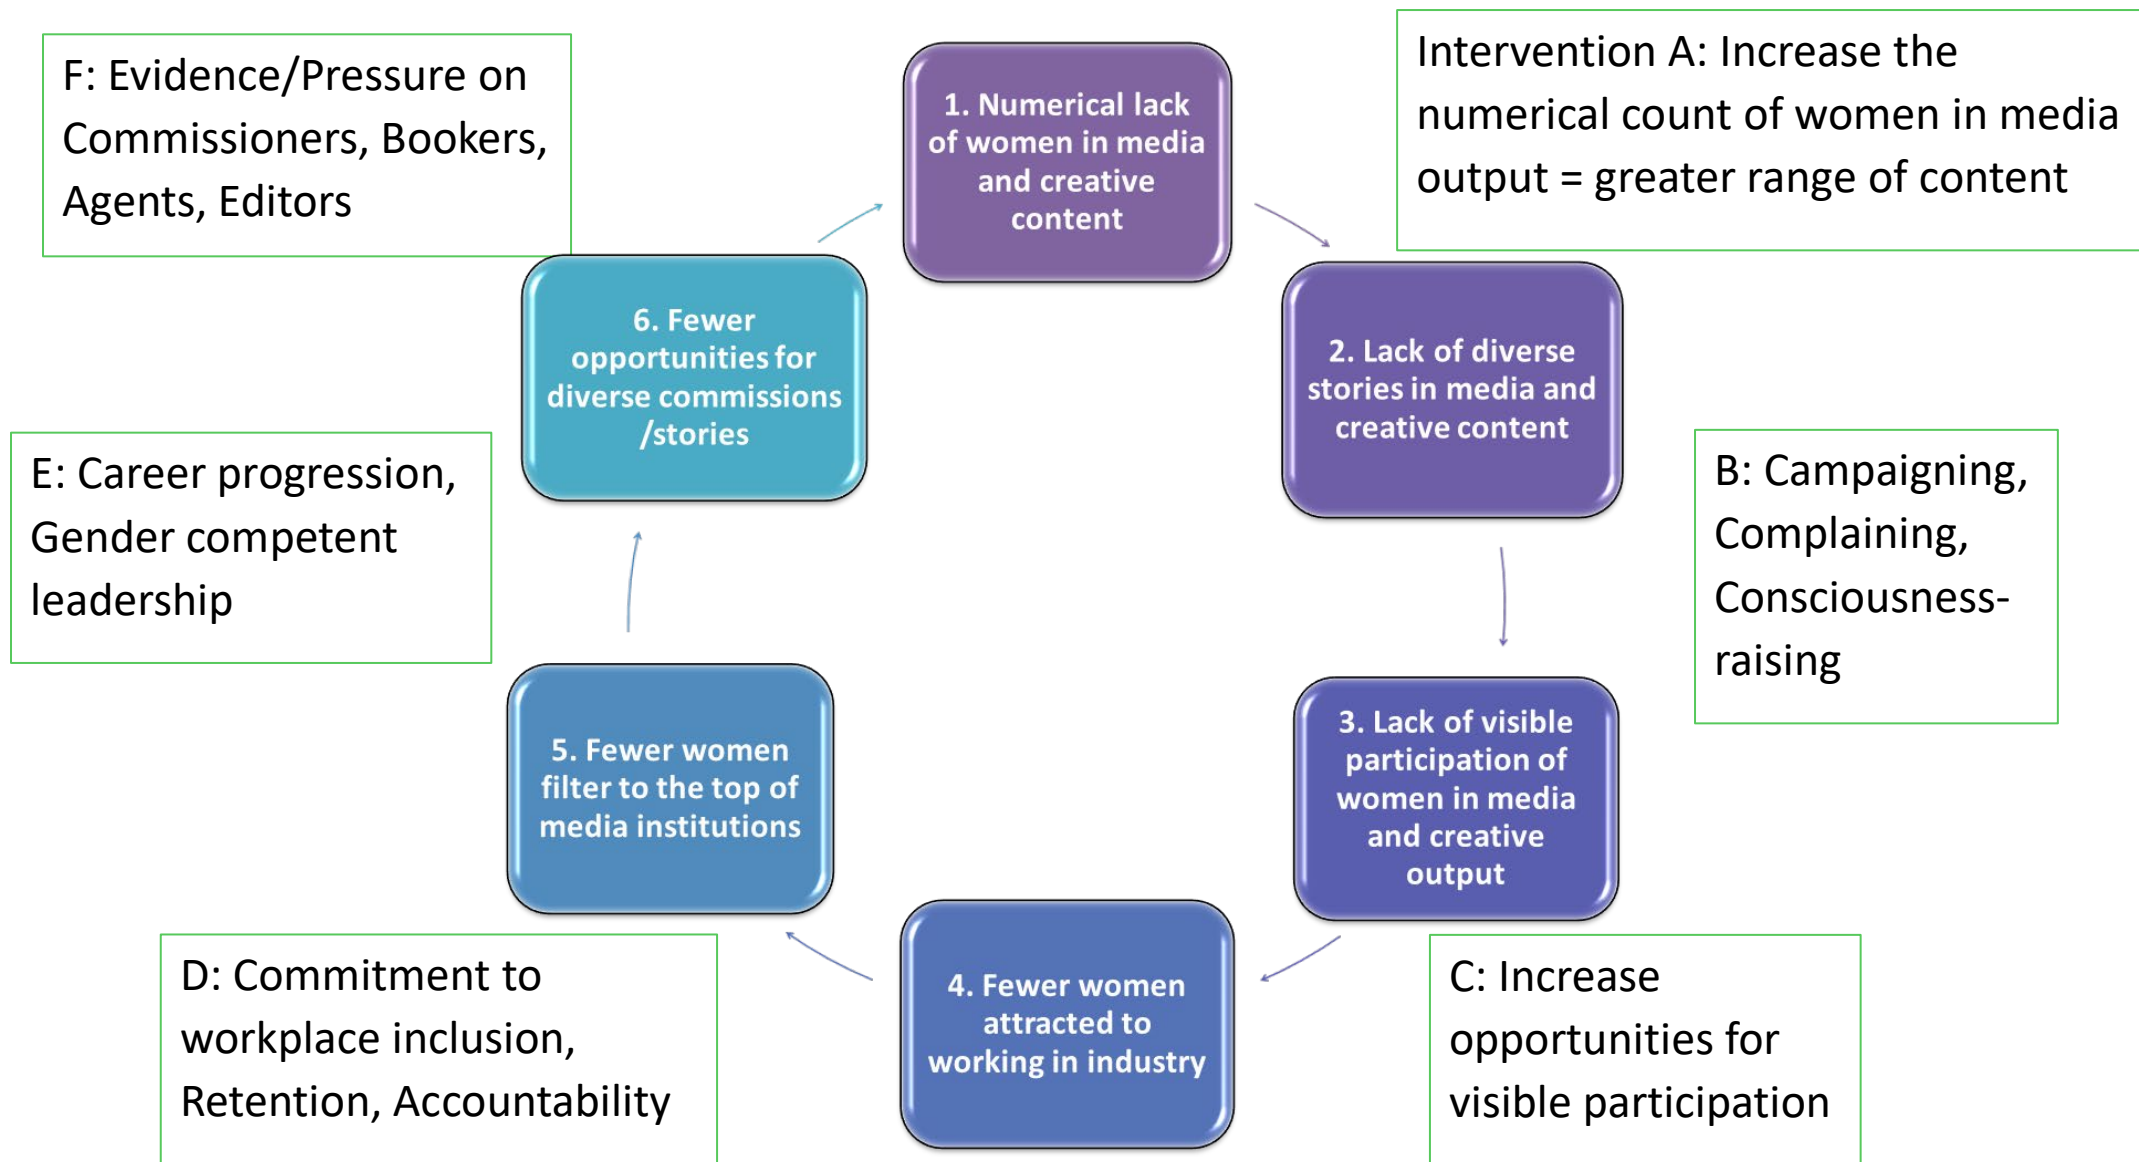 F: Evidence/Pressure on
Commissioners, Bookers,
Agents, Editors
1. Numerical lack
of women in media
and creative
content
Intervention A: Increase the
numerical count of women in media
output = greater range of content
6. Fewer
opportunities for
diverse commissions
/stories
2. Lack of diverse
stories in media and
creative content
E: Career progression,
Gender competent
leadership
B: Campaigning,
Complaining,
Consciousness-
raising
5. Fewer women
filter to the top of
media institutions
3. Lack of visible
participation of
women in media
and creative
output
D: Commitment to
workplace inclusion,
Retention, Accountability
4. Fewer women
attracted to
working in industry
C: Increase
opportunities for
visible participation